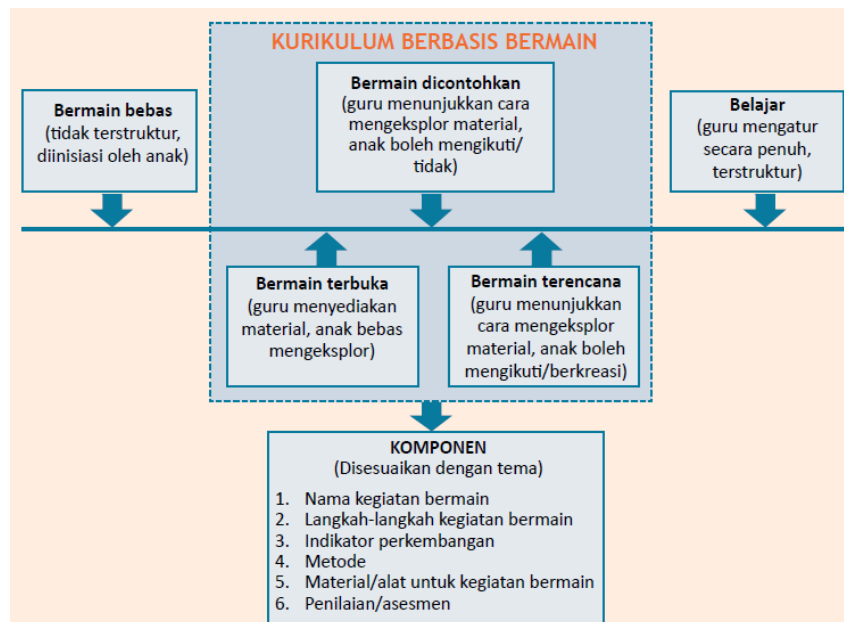 KURIKULUM BERBASIS BERMAIN
Bermain bebas
(tidak terstruktur,
diinisiasi oleh anak)
Bermain dicontohkan
(guru menunjukkan cara
mengeksplor material,
anak boleh mengikuti/
tidak)
Belajar
(guru mengatur
secara penuh,
terstruktur)
Bermain terbuka
(guru menyediakan
material, anak bebas
mengeksplor)
Bermain terencana
(guru menunjukkan
cara mengeksplor
material, anak boleh
mengikuti/berkreasi)
KOMPONEN
(Disesuaikan dengan tema)
1. Nama kegiatan bermain
2. Langkah-langkah kegiatan bermain
3. Indikator perkembangan
4. Metode
5. Material/alat untuk kegiatan bermain
6. Penilaian/asesmen